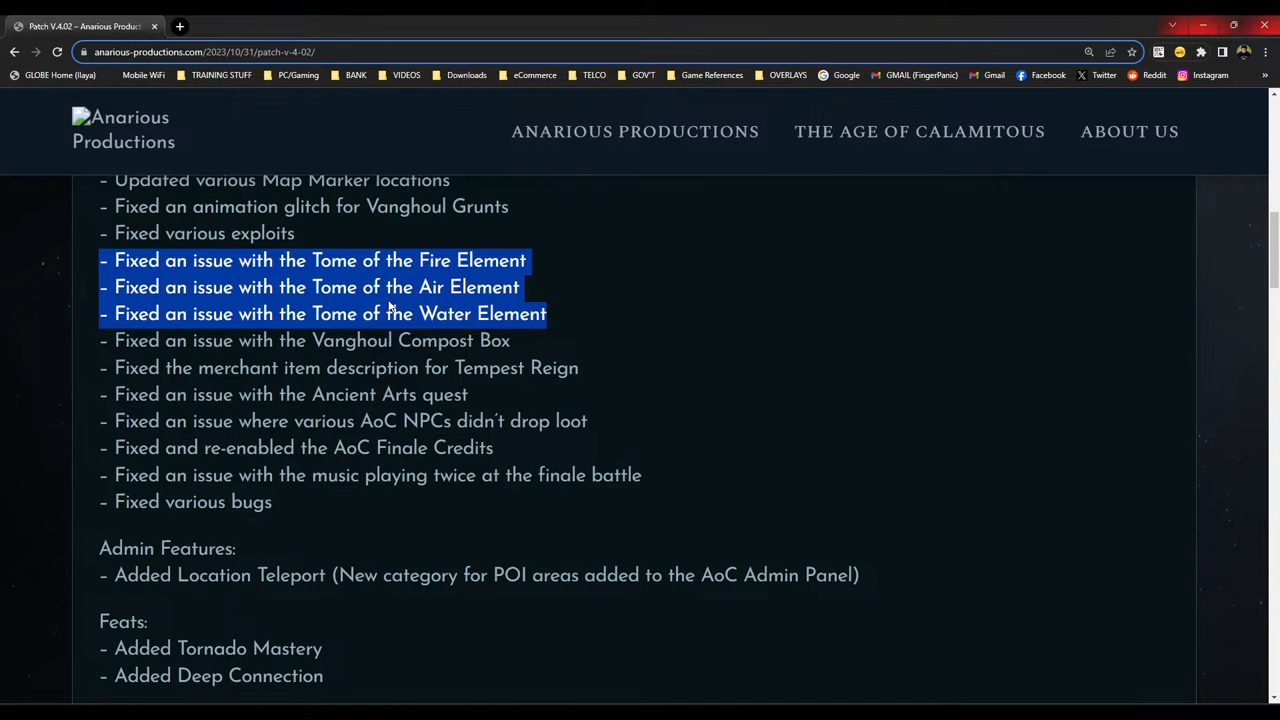 Patch V.4.02 – Anarious Product
anarious-productions.com/2023/10/31/patch-v-4-02/
GLOBE Home (Ilaya) Mobile WiFi TRAINING STUFF PC/Gaming BANK VIDEOS Downloads eCommerce TELCO GOV'T Game References OVERLAYS Google GMAIL (FingerPanic) Gmail Facebook Twitter Reddit Instagram »
Anarious
Productions
ANARIOUS PRODUCTIONS THE AGE OF CALAMITOUS ABOUT US
– Updated various Map Marker locations
– Fixed an animation glitch for Vanghoul Grunts
– Fixed various exploits
– Fixed an issue with the Tome of the Fire Element
– Fixed an issue with the Tome of the Air Element
– Fixed an issue with the Tome of the Water Element
– Fixed an issue with the Vanghoul Compost Box
– Fixed the merchant item description for Tempest Reign
– Fixed an issue with the Ancient Arts quest
– Fixed an issue where various AoC NPCs didn´t drop loot
– Fixed and re-enabled the AoC Finale Credits
– Fixed an issue with the music playing twice at the finale battle
– Fixed various bugs
Admin Features:
– Added Location Teleport (New category for POI areas added to the AoC Admin Panel)
Feats:
– Added Tornado Mastery
– Added Deep Connection